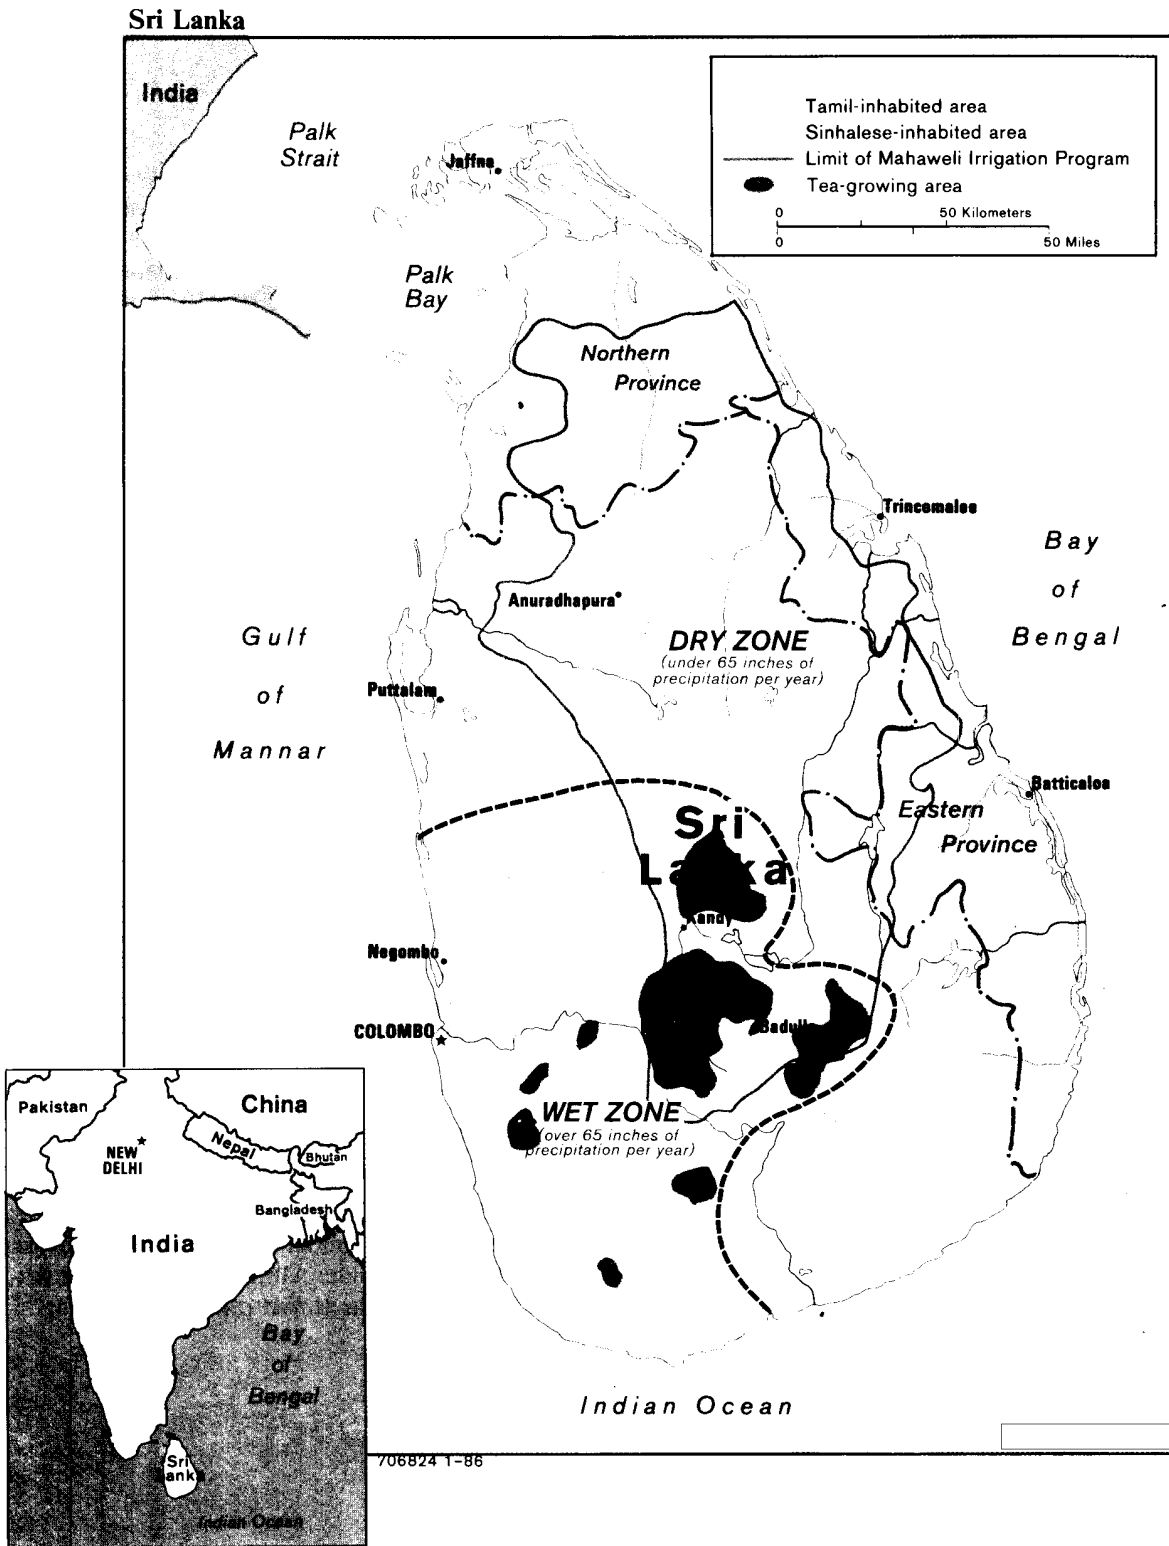 Sri Lanka
India
Palk
Strait
Jaffna
Palk
Bay
Tamil-inhabited area
Sinhalese-inhabited area
Limit of Mahaweli Irrigation Program
Tea-growing area
0 50 Kilometers
0 50 Miles
Northern
Province
Trincomalee
Bay
of
Bengal
Anuradhapura
DRY ZONE
(under 65 inches of
precipitation per year)
Gulf
of
Mannar
Puttalam
Batticaloa
Eastern
Province
Sri
Lanka
Kandy
Negombo
COLOMBO
Badulla
WET ZONE
(over 65 inches of
precipitation per year)
Indian Ocean
Pakistan
China
NEW
DELHI
Nepal
Bhutan
Bangladesh
India
Bay
of
Bengal
Sri
Lanka
Indian Ocean
706824 1-86